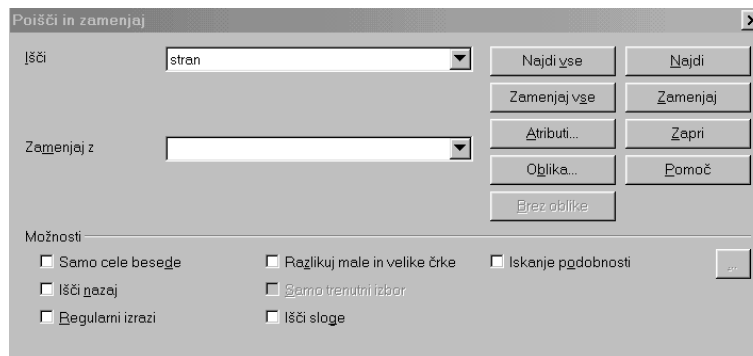 Poišči in zamenjaj
Išči
stran
Najdi vse
Najdi
Zamenjaj vse
Zamenjaj
Atributi...
Zapri
Zamenjaj z
Oblika...
Pomoč
Brez oblike
Možnosti
Samo cele besede
Razlikuj male in velike črke
Iskanje podobnosti
...
Išči nazaj
Samo trenutni izbor
Regularni izrazi
Išči sloge